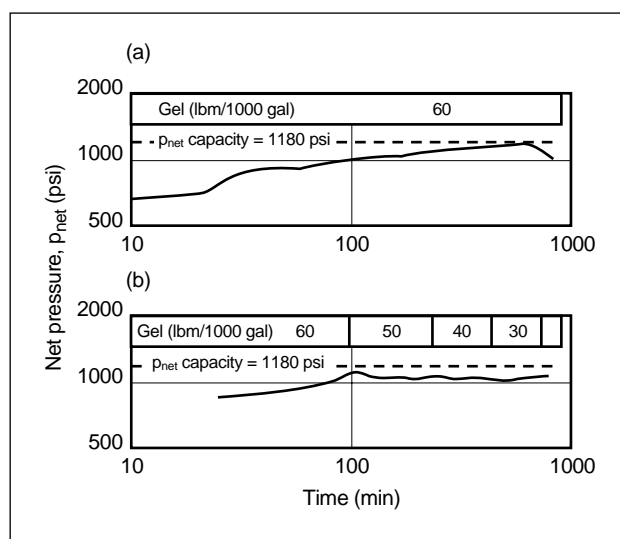 (a)
2000
Gel (lbm/1000 gal) 60
pnet capacity = 1180 psi
1000
500
10 100 1000
Net pressure, pnet (psi)
(b)
2000
Gel (lbm/1000 gal) 60 50 40 30
pnet capacity = 1180 psi
1000
500
10 100 1000
Time (min)